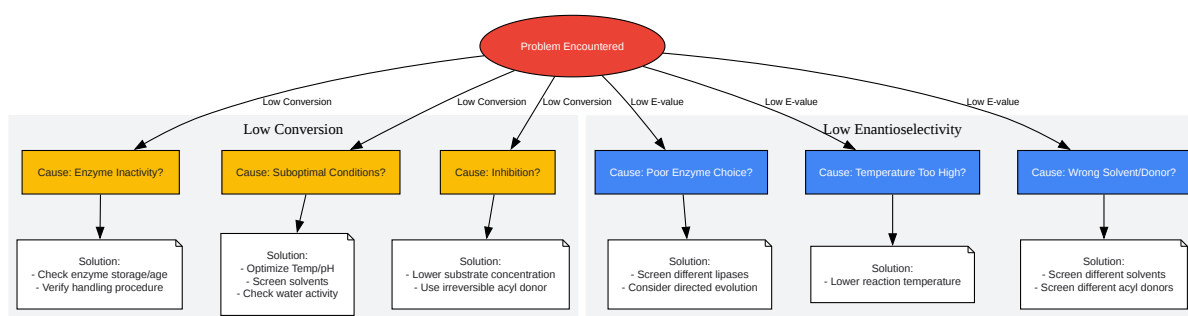 Problem Encountered
Low Conversion
Low Conversion
Low Conversion
Low E-value
Low E-value
Low E-value
Low Conversion
Low Enantioselectivity
Cause: Enzyme Inactivity?
Cause: Suboptimal Conditions?
Cause: Inhibition?
Cause: Poor Enzyme Choice?
Cause: Temperature Too High?
Cause: Wrong Solvent/Donor?
Solution:
- Check enzyme storage/age
- Verify handling procedure
Solution:
- Optimize Temp/pH
- Screen solvents
- Check water activity
Solution:
- Lower substrate concentration
- Use irreversible acyl donor
Solution:
- Screen different lipases
- Consider directed evolution
Solution:
- Lower reaction temperature
Solution:
- Screen different solvents
- Screen different acyl donors